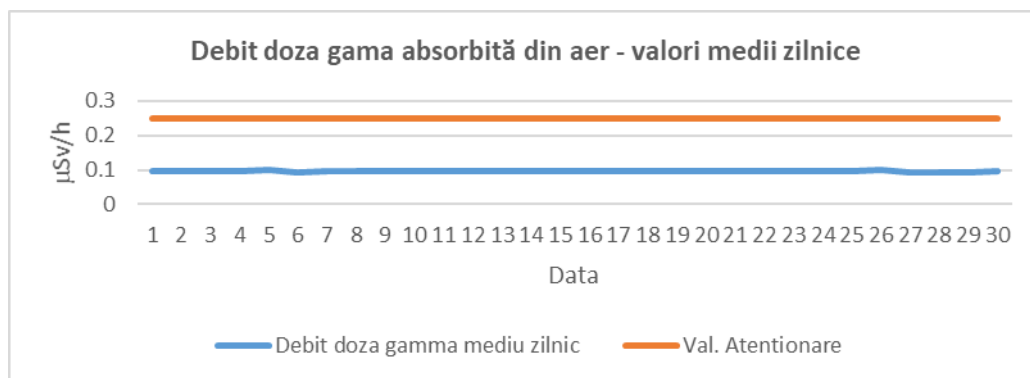 Debit doza gama absorbită din aer - valori medii zilnice
0.3
0.2
0.1
0
µSv/h
1 2 3 4 5 6 7 8 9 10 11 12 13 14 15 16 17 18 19 20 21 22 23 24 25 26 27 28 29 30
Data
Debit doza gamma mediu zilnic Val. Atentionare